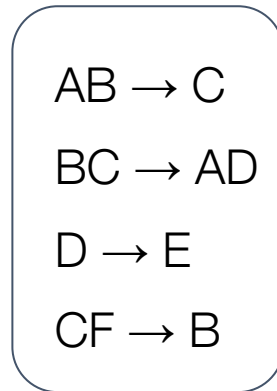 AB → C
BC → AD
D → E
CF → B